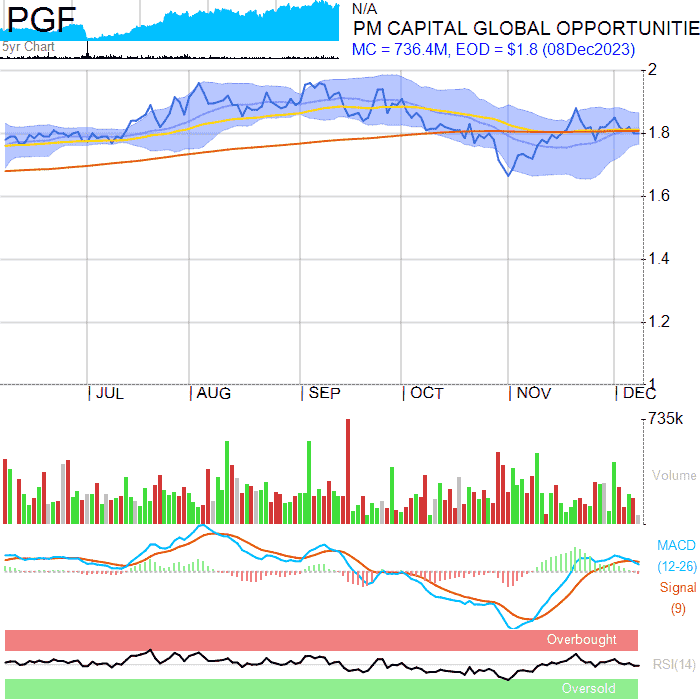 PGF
5yr Chart
N/A
PM CAPITAL GLOBAL OPPORTUNITIE
MC = 736.4M, EOD = $1.8 (08Dec2023)
2
1.8
1.6
1.4
1.2
1
JUL
AUG
SEP
OCT
NOV
DEC
735k
Volume
MACD
(12-26)
Signal
(9)
Overbought
RSI(14)
Oversold